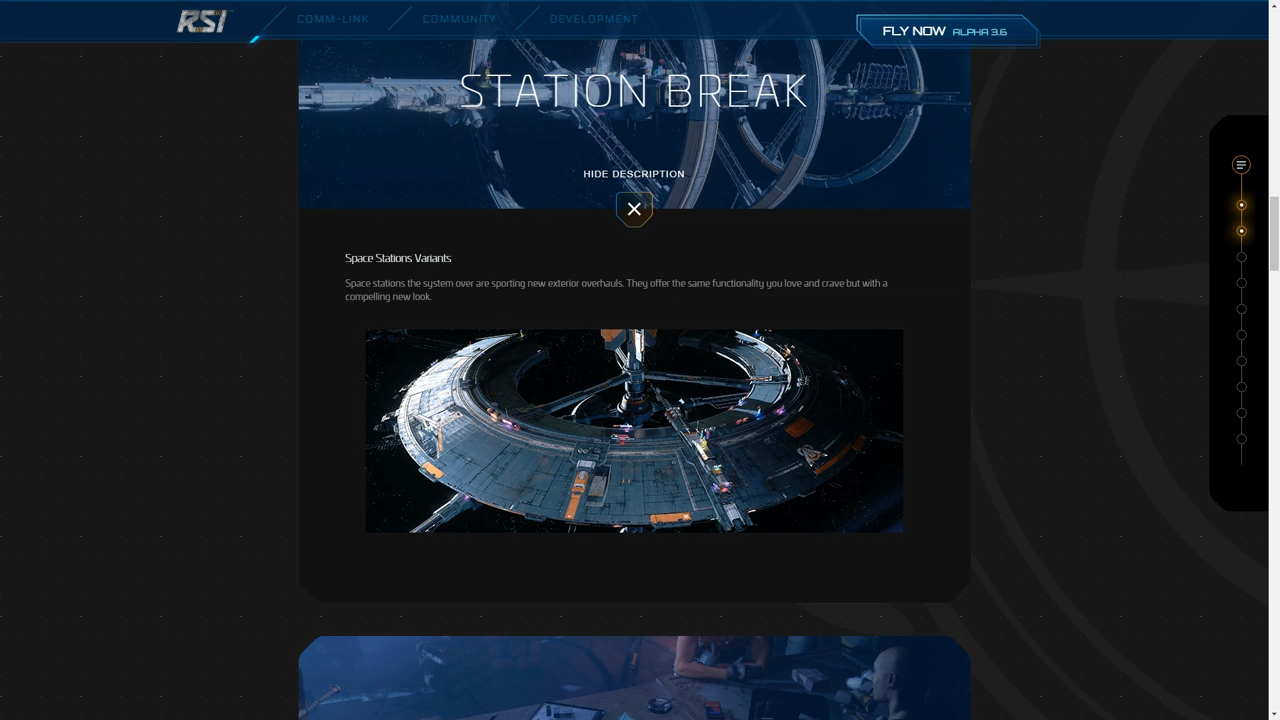 RSI
COMM-LINK
COMMUNITY
DEVELOPMENT
FLY NOW ALPHA 3.6
STATION BREAK
HIDE DESCRIPTION
Space Stations Variants
Space stations the system over are sporting new exterior overhauls. They offer the same functionality you love and crave but with a
compelling new look.